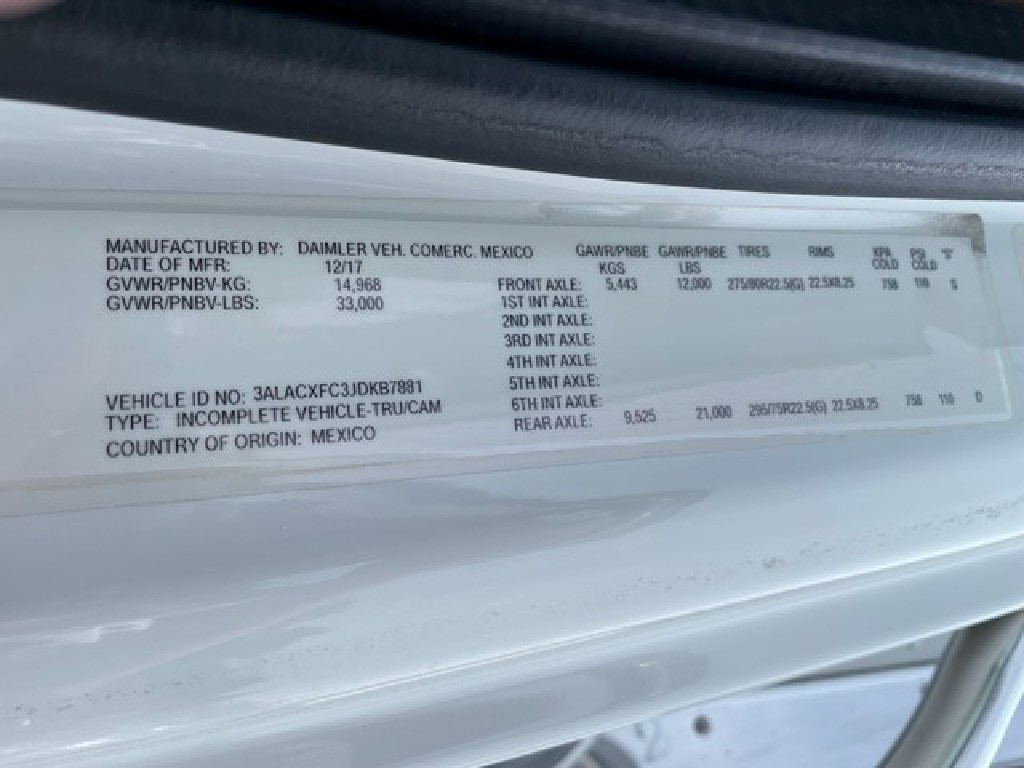 MANUFACTURED BY: DAIMLER VEH. COMERC. MEXICO
DATE OF MFR: 12/17
GVWR/PNBV-KG: 14,968
GVWR/PNBV-LBS: 33,000
VEHICLE ID NO: 3ALACXFC3JDKB7881
TYPE: INCOMPLETE VEHICLE-TRU/CAM
COUNTRY OF ORIGIN: MEXICO
GAWR/PNBE GAWR/PNBE TIRES RIMS KPA PSI
KGS LBS COLD COLD
FRONT AXLE: 5,443 12,000 275/80R22.5(G) 22.5X8.25 758 110 S
1ST INT AXLE:
2ND INT AXLE:
3RD INT AXLE:
4TH INT AXLE:
5TH INT AXLE:
6TH INT AXLE:
REAR AXLE: 9,525 21,000 295/75R22.5(G) 22.5X8.25 758 110 D
2